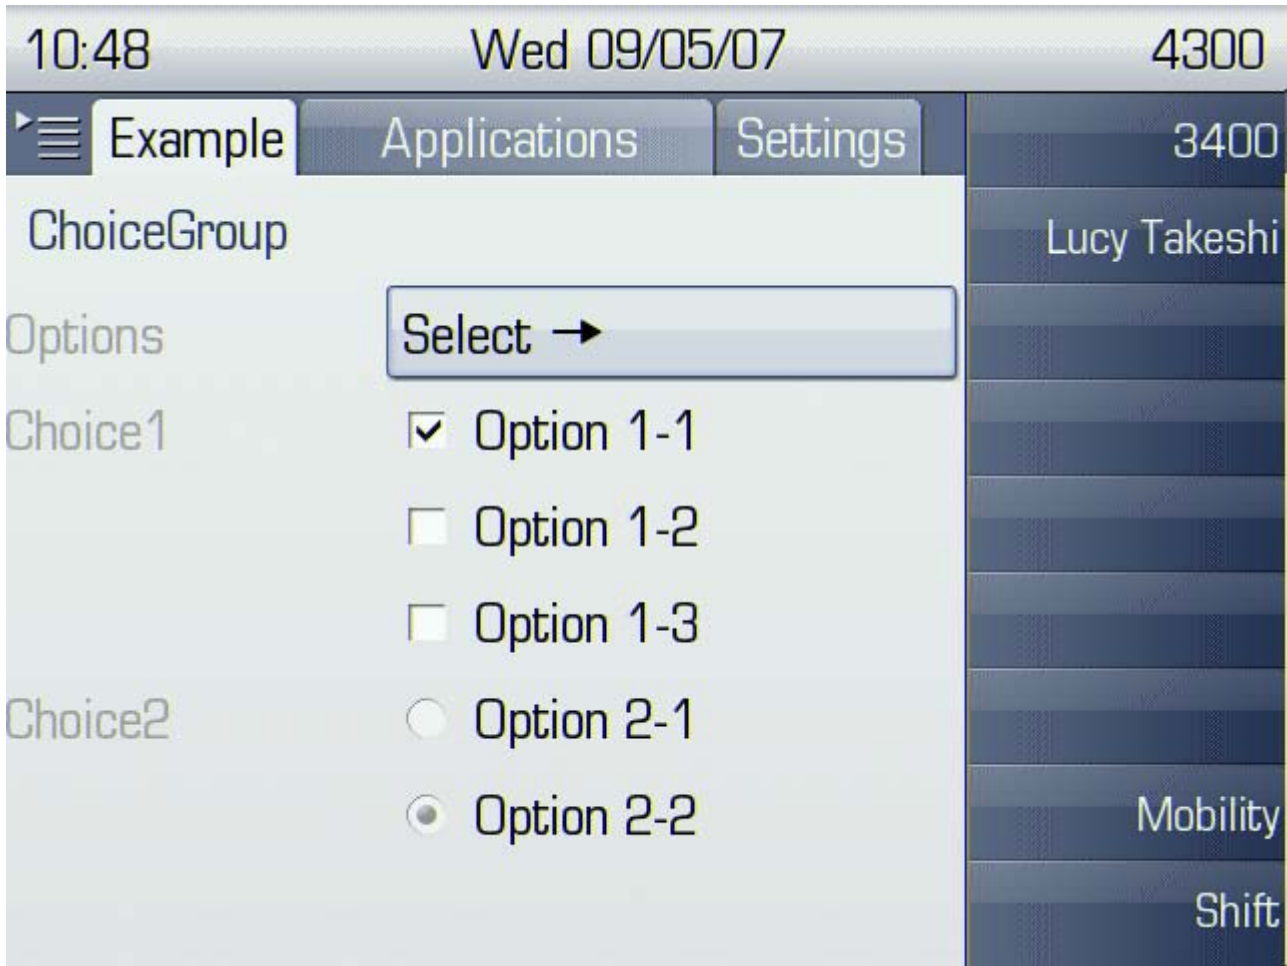 10:48 Wed 09/05/07 4300
Example Applications Settings 3400
ChoiceGroup Lucy Takeshi
Options Select →
Choice1 Option 1-1
Option 1-2
Option 1-3
Choice2 Option 2-1
Option 2-2 Mobility
Shift